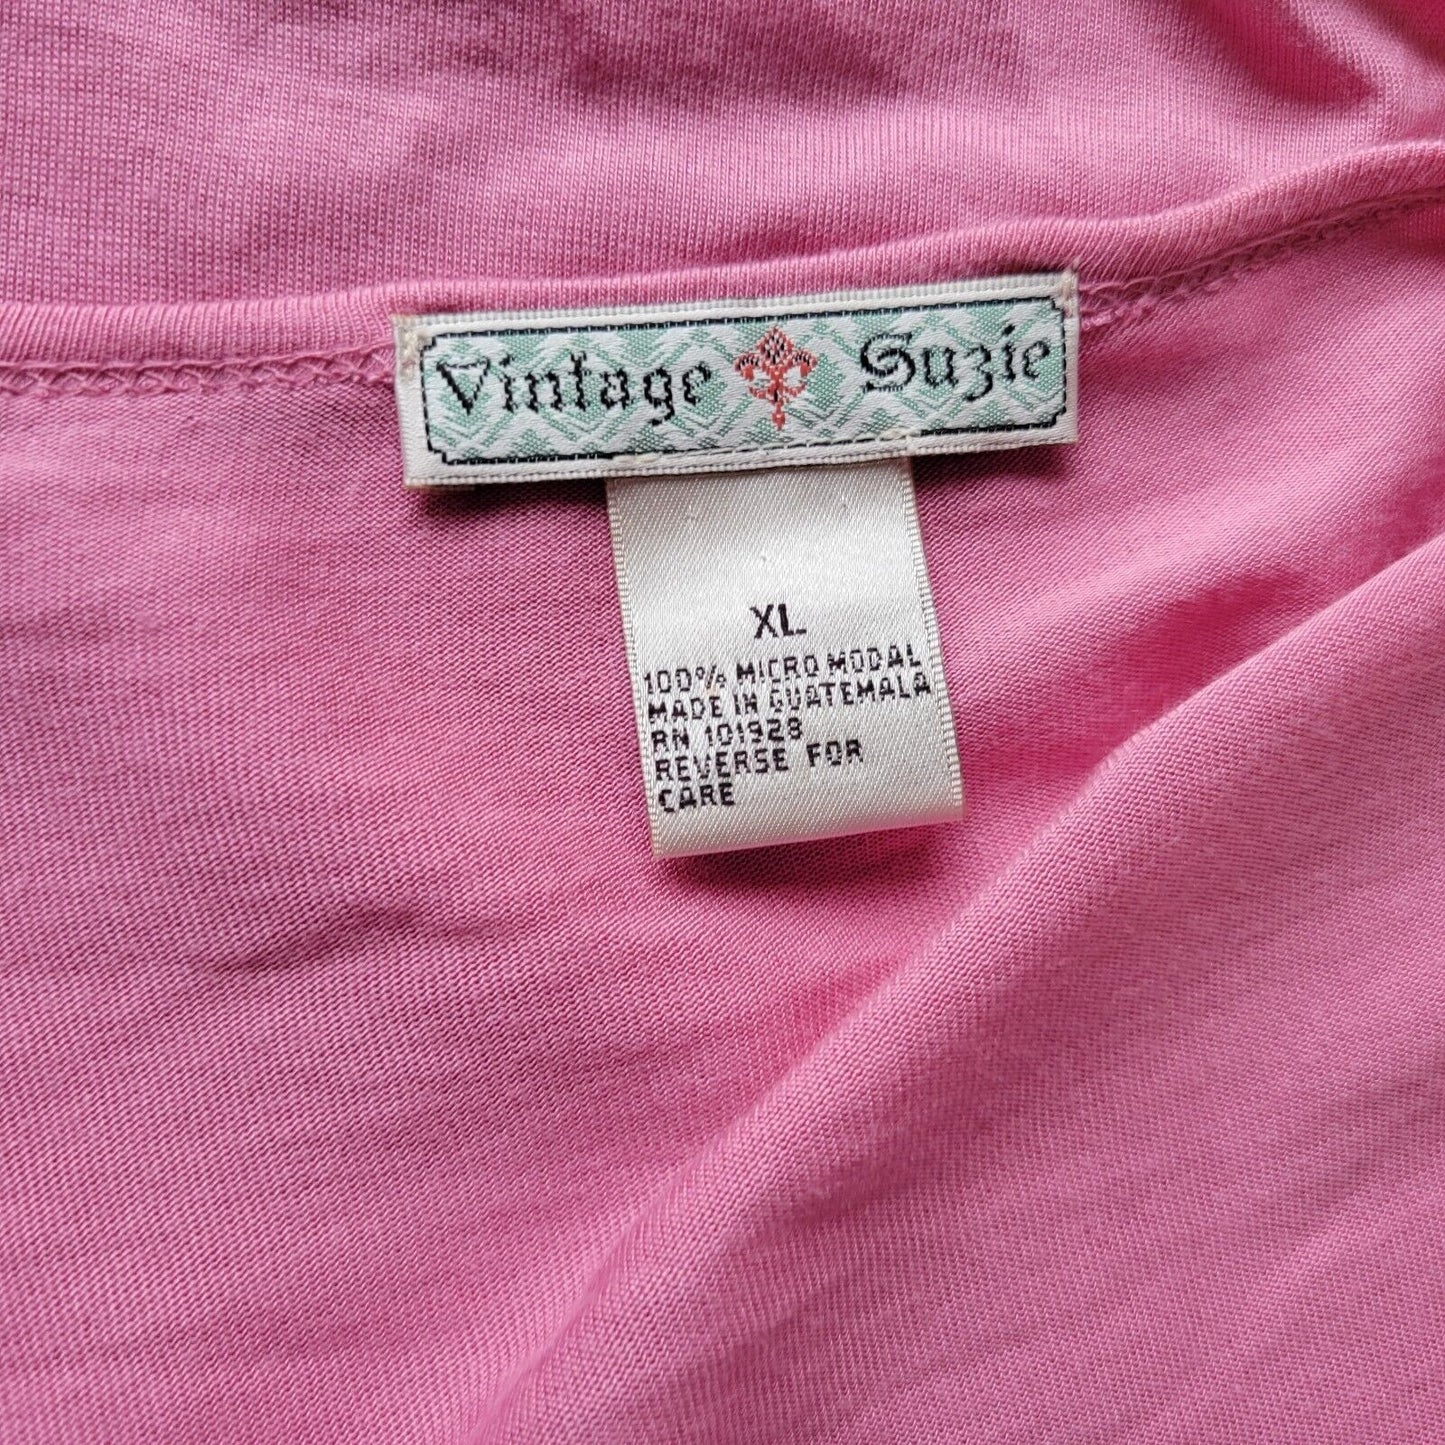 Vintage Suzie
XL
100% MICRO MODAL
MADE IN GUATEMALA
RN 101928
REVERSE FOR
CARE